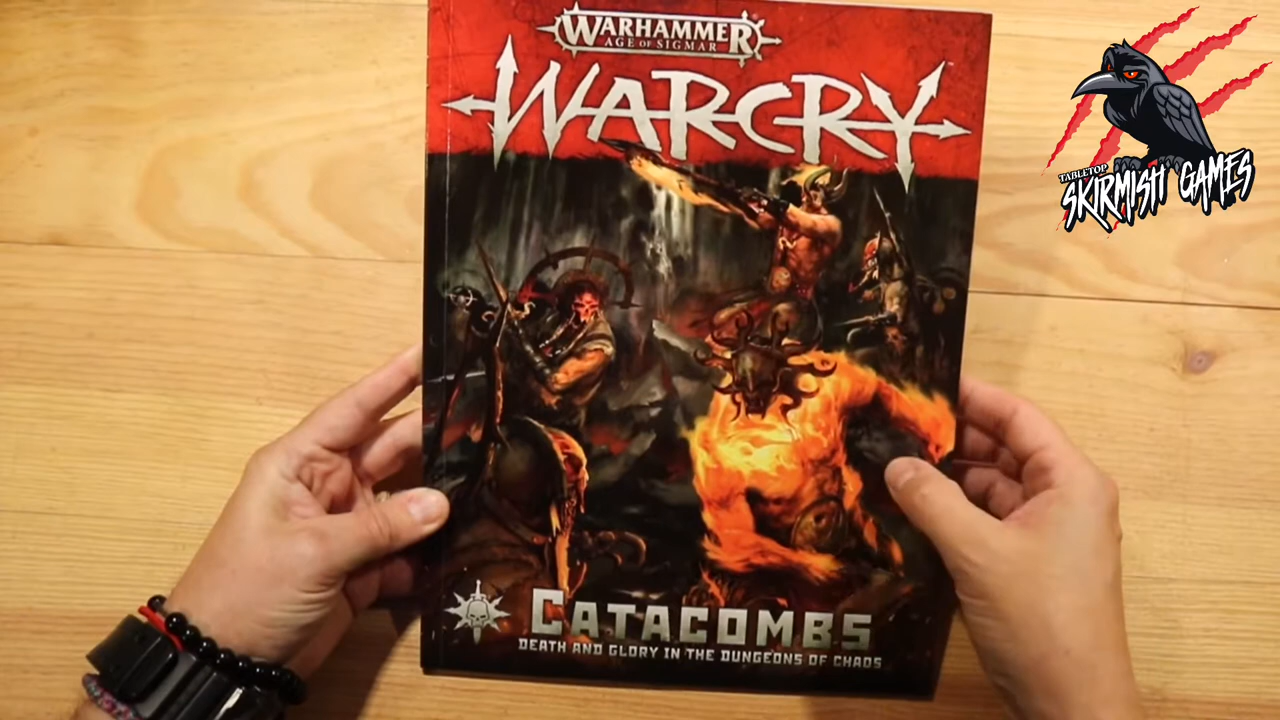 WARHAMMER
AGE OF SIGMAR
WARCRY
CATACOMBS
DEATH AND GLORY IN THE DUNGEONS OF CHAOS
TABLETOP
SKIRMISH GAMES